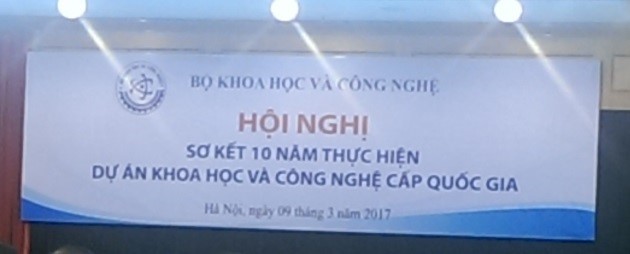 BỘ KHOA HỌC VÀ CÔNG NGHỆ
HỘI NGHỊ
SƠ KẾT 10 NĂM THỰC HIỆN
DỰ ÁN KHOA HỌC VÀ CÔNG NGHỆ CẤP QUỐC GIA
Hà Nội, ngày 09 tháng 3 năm 2017